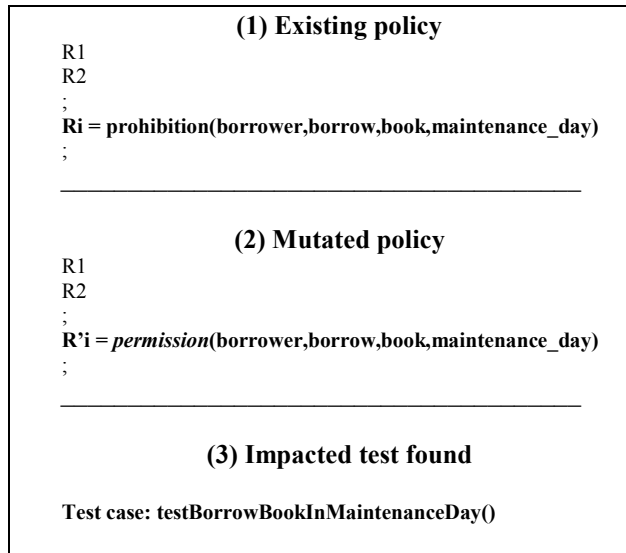 (1) Existing policy
R1
R2
;
Ri = prohibition(borrower,borrow,book,maintenance_day)
;
(2) Mutated policy
R1
R2
;
R’i = permission(borrower,borrow,book,maintenance_day)
;
(3) Impacted test found
Test case: testBorrowBookInMaintenanceDay()